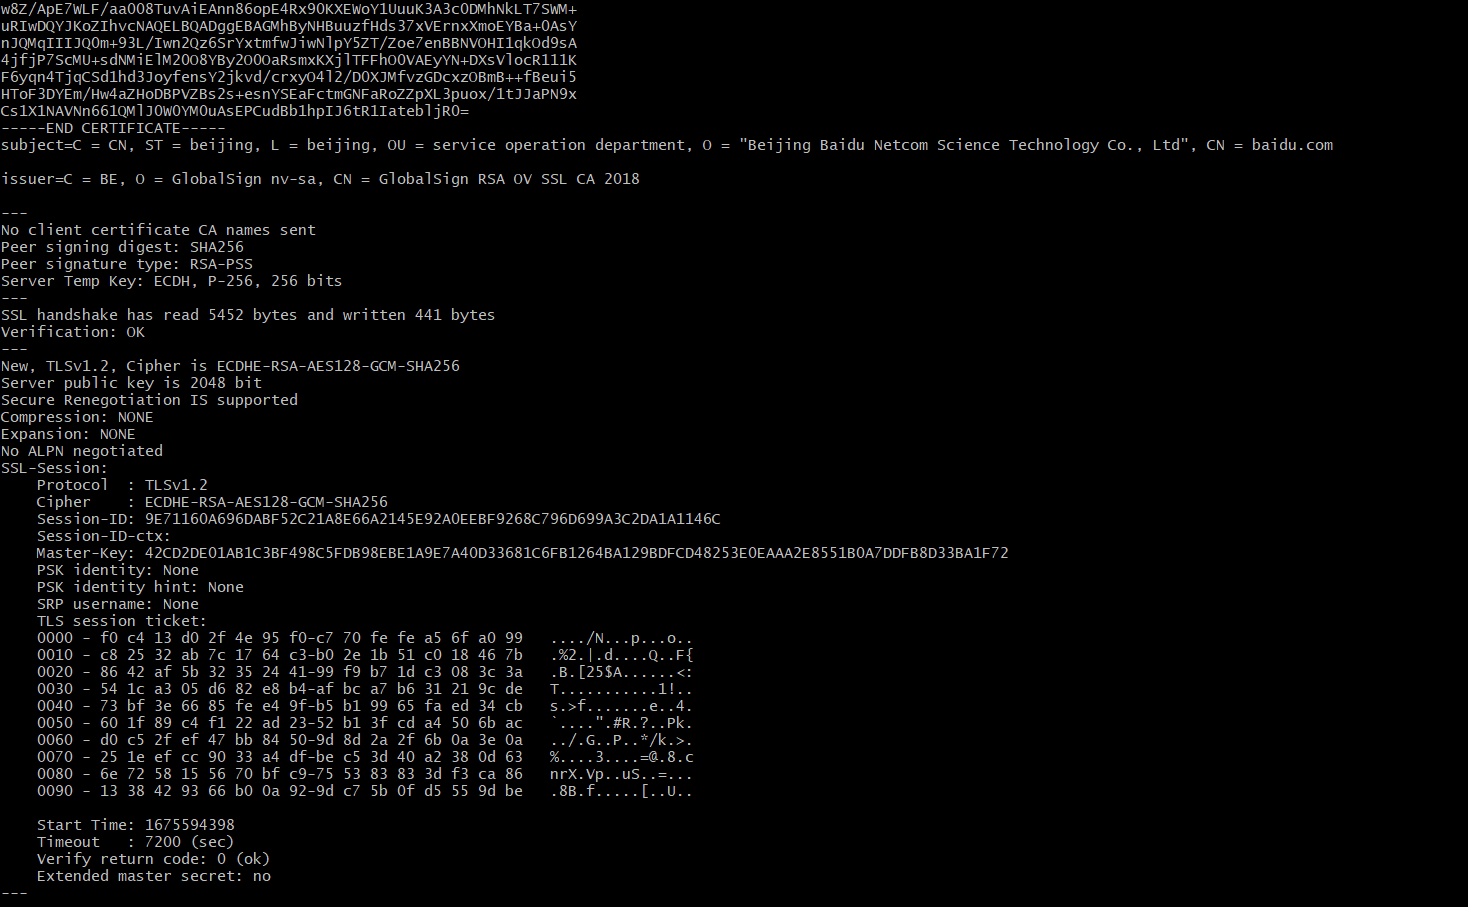 w8Z/ApE7WLF/aa008TuvAiEAnn86opE4Rx90KXEWoY1UuuK3A3c0DMhNkLT7SWM+
uRIwDQYJKoZIhvcNAQELBQADggEBAGMhByNHBuuzfHds37xVErnxXmoEYBa+0AsY
nJQMqIIIJQ0m+93L/Iwn2Qz6SrYxtmfwJiwNlpY5ZT/Zoe7enBBNVOHI1qkOd9sA
4jfjP7ScMU+sdNMiElM2008YBy2000aRsmxKXjlTFFhO0VAEyYN+DXsVlocR111K
F6yqn4TjqCSd1hd3JoyfensY2jkvd/crxyO4l2/D0XJMfvzGDcxzOBmB++fBeui5
HToF3DYEm/Hw4aZHoDBPVZBs2s+esnYSEaFctmGNFaRoZZpXL3puox/1tJJaPN9x
Cs1X1NAVNn661QMlJ0W0YM0uAsEPCudBb1hpIJ6tR1IatebljR0=
-----END CERTIFICATE-----
subject=C = CN, ST = beijing, L = beijing, OU = service operation department, O = "Beijing Baidu Netcom Science Technology Co., Ltd", CN = baidu.com
issuer=C = BE, O = GlobalSign nv-sa, CN = GlobalSign RSA OV SSL CA 2018
---
No client certificate CA names sent
Peer signing digest: SHA256
Peer signature type: RSA-PSS
Server Temp Key: ECDH, P-256, 256 bits
---
SSL handshake has read 5452 bytes and written 441 bytes
Verification: OK
---
New, TLSv1.2, Cipher is ECDHE-RSA-AES128-GCM-SHA256
Server public key is 2048 bit
Secure Renegotiation IS supported
Compression: NONE
Expansion: NONE
No ALPN negotiated
SSL-Session:
    Protocol  : TLSv1.2
    Cipher    : ECDHE-RSA-AES128-GCM-SHA256
    Session-ID: 9E71160A696DABF52C21A8E66A2145E92A0EEBF9268C796D699A3C2DA1A1146C
    Session-ID-ctx:
    Master-Key: 42CD2DE01AB1C3BF498C5FDB98EBE1A9E7A40D33681C6FB1264BA129BDFCD48253E0EAAA2E8551B0A7DDFB8D33BA1F72
    PSK identity: None
    PSK identity hint: None
    SRP username: None
    TLS session ticket:
    0000 - f0 c4 13 d0 2f 4e 95 f0-c7 70 fe fe a5 6f a0 99   ..../N...p...o..
    0010 - c8 25 32 ab 7c 17 64 c3-b0 2e 1b 51 c0 18 46 7b   .%2.|.d....Q..F{
    0020 - 86 42 af 5b 32 35 24 41-99 f9 b7 1d c3 08 3c 3a   .B.[25$A......<:
    0030 - 54 1c a3 05 d6 82 e8 b4-af bc a7 b6 31 21 9c de   T...........1!..
    0040 - 73 bf 3e 66 85 fe e4 9f-b5 b1 99 65 fa ed 34 cb   s.>f.......e..4.
    0050 - 60 1f 89 c4 f1 22 ad 23-52 b1 3f cd a4 50 6b ac   `....".#R.?..Pk.
    0060 - d0 c5 2f ef 47 bb 84 50-9d 8d 2a 2f 6b 0a 3e 0a   ../.G..P..*/k.>.
    0070 - 25 1e ef cc 90 33 a4 df-be c5 3d 40 a2 38 0d 63   %....3....=@.8.c
    0080 - 6e 72 58 15 56 70 bf c9-75 53 83 83 3d f3 ca 86   nrX.Vp..uS..=...
    0090 - 13 38 42 93 66 b0 0a 92-9d c7 5b 0f d5 55 9d be   .8B.f.....[..U..
    Start Time: 1675594398
    Timeout   : 7200 (sec)
    Verify return code: 0 (ok)
    Extended master secret: no
---